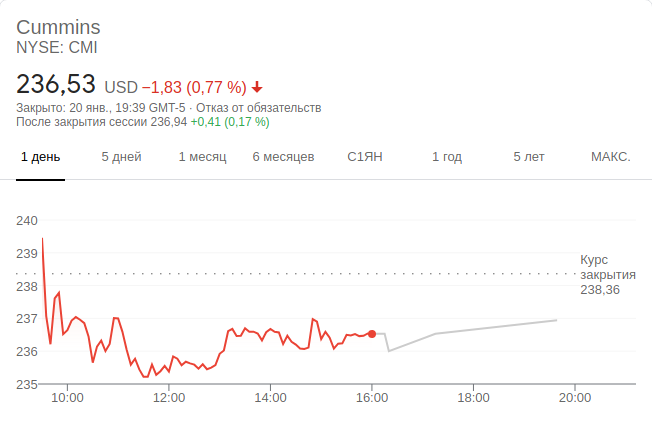 Cummins
NYSE: CMI
236,53 USD −1,83 (0,77 %)
Закрыто: 20 янв., 19:39 GMT-5 · Отказ от обязательств
После закрытия сессии 236,94 +0,41 (0,17 %)
1 день 5 дней 1 месяц 6 месяцев С1ЯН 1 год 5 лет МАКС.
240
239
Курс
закрытия
238,36
238
237
236
235
10:00 12:00 14:00 16:00 18:00 20:00